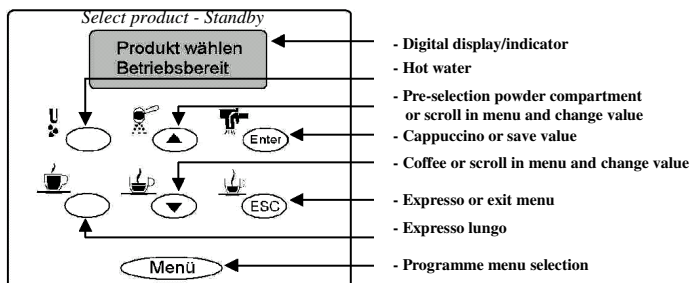 Select product - Standby
Produkt wählen
Betriebsbereit
- Digital display/indicator
- Hot water
- Pre-selection powder compartment
or scroll in menu and change value
- Cappuccino or save value
Enter
- Coffee or scroll in menu and change value
- Expresso or exit menu
ESC
- Expresso lungo
Menü
- Programme menu selection